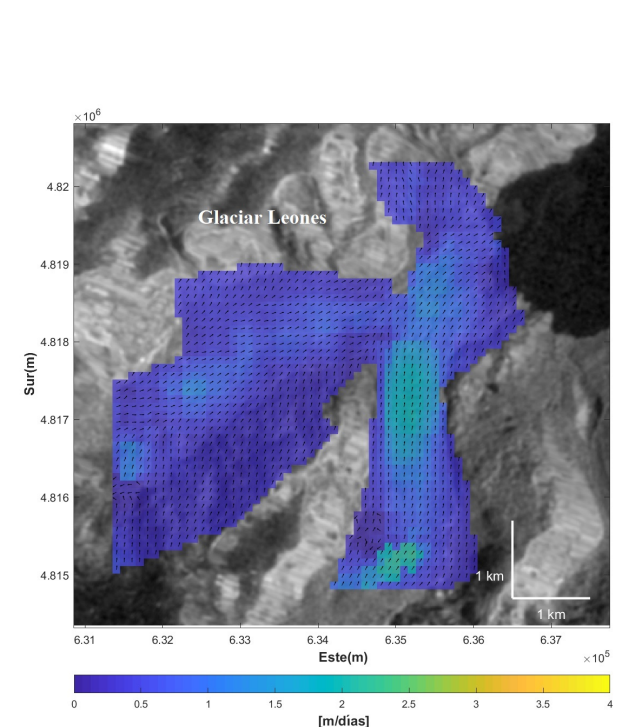 ×10⁶
4.82
Glaciar Leones
4.819
4.818
Sur(m)
4.817
4.816
4.815
1 km
1 km
6.31 6.32 6.33 6.34 6.35 6.36 6.37
Este(m)
×10⁵
0 0.5 1 1.5 2 2.5 3 3.5 4
[m/dias]